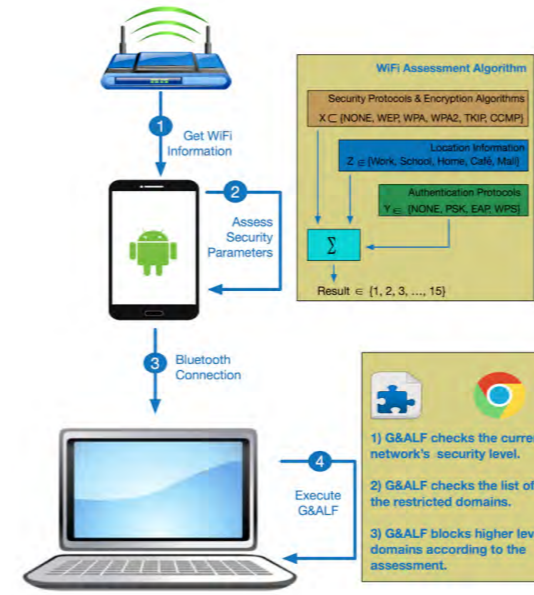 1
Get WiFi
Information
2
Assess
Security
Parameters
3
Bluetooth
Connection
4
Execute
G&ALF
WiFi Assessment Algorithm
Security Protocols & Encryption Algorithms
X ⊂ {NONE, WEP, WPA, WPA2, TKIP, CCMP}
Location Information
Z ∈ {Work, School, Home, Café, Mall}
Authentication Protocols
Y ∈ {NONE, PSK, EAP, WPS}
Σ
Result ∈ {1, 2, 3, ..., 15}
1) G&ALF checks the curre
network's security level.
2) G&ALF checks the list of
the restricted domains.
3) G&ALF blocks higher lev
domains according to the
assessment.